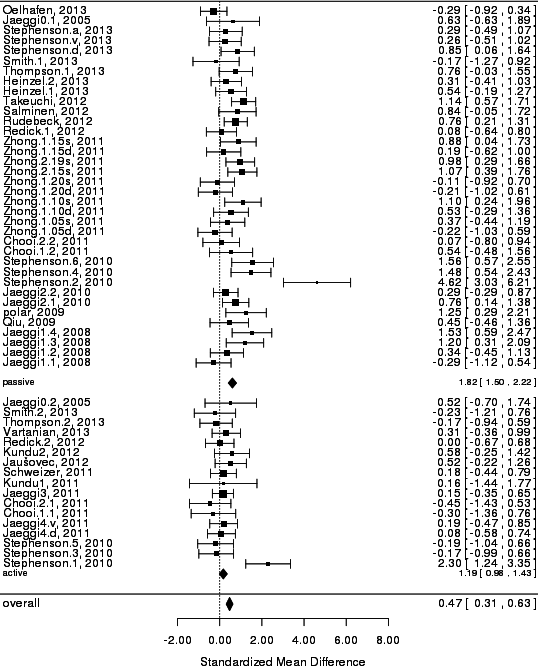 Oelhafen, 2013 -0.29 [ -0.92 , 0.34 ]
Jaeggi0.1, 2005 0.63 [ -0.63 , 1.89 ]
Stephenson.a, 2013 0.29 [ -0.49 , 1.07 ]
Stephenson.v, 2013 0.26 [ -0.51 , 1.02 ]
Stephenson.d, 2013 0.85 [ 0.06 , 1.64 ]
Smith.1, 2013 -0.17 [ -1.27 , 0.92 ]
Thompson.1, 2013 0.76 [ -0.03 , 1.55 ]
Heinzel.2, 2013 0.31 [ -0.41 , 1.03 ]
Heinzel.1, 2013 0.54 [ -0.19 , 1.27 ]
Takeuchi, 2012 1.14 [ 0.57 , 1.71 ]
Salminen, 2012 0.84 [ -0.05 , 1.72 ]
Rudebeck, 2012 0.76 [ 0.21 , 1.31 ]
Redick.1, 2012 0.08 [ -0.64 , 0.80 ]
Zhong.1.15s, 2011 0.88 [ 0.04 , 1.73 ]
Zhong.1.15d, 2011 0.19 [ -0.62 , 1.00 ]
Zhong.2.19s, 2011 0.98 [ 0.29 , 1.66 ]
Zhong.2.15s, 2011 1.07 [ 0.39 , 1.76 ]
Zhong.1.20s, 2011 -0.11 [ -0.92 , 0.70 ]
Zhong.1.20d, 2011 -0.21 [ -1.02 , 0.61 ]
Zhong.1.10s, 2011 1.10 [ 0.24 , 1.96 ]
Zhong.1.10d, 2011 0.53 [ -0.29 , 1.36 ]
Zhong.1.05s, 2011 0.37 [ -0.44 , 1.19 ]
Zhong.1.05d, 2011 -0.22 [ -1.03 , 0.59 ]
Chooi.2.2, 2011 0.07 [ -0.80 , 0.94 ]
Chooi.1.2, 2011 0.54 [ -0.48 , 1.56 ]
Stephenson.6, 2010 1.56 [ 0.57 , 2.55 ]
Stephenson.4, 2010 1.48 [ 0.54 , 2.43 ]
Stephenson.2, 2010 4.62 [ 3.03 , 6.21 ]
Jaeggi2.2, 2010 0.29 [ -0.29 , 0.87 ]
Jaeggi2.1, 2010 0.76 [ 0.14 , 1.38 ]
polar, 2009 1.25 [ 0.29 , 2.21 ]
Qiu, 2009 0.45 [ -0.46 , 1.36 ]
Jaeggi1.4, 2008 1.53 [ 0.59 , 2.47 ]
Jaeggi1.3, 2008 1.20 [ 0.31 , 2.09 ]
Jaeggi1.2, 2008 0.34 [ -0.45 , 1.13 ]
Jaeggi1.1, 2008 -0.29 [ -1.12 , 0.54 ]
passive 1.82 [ 1.50 , 2.22 ]
Jaeggi0.2, 2005 0.52 [ -0.70 , 1.74 ]
Smith.2, 2013 -0.23 [ -1.21 , 0.76 ]
Thompson.2, 2013 -0.17 [ -0.94 , 0.59 ]
Vartanian, 2013 0.31 [ -0.36 , 0.99 ]
Redick.2, 2012 0.00 [ -0.67 , 0.68 ]
Kundu2, 2012 0.58 [ -0.25 , 1.42 ]
Jaušovec, 2012 0.52 [ -0.22 , 1.26 ]
Schweizer, 2011 0.18 [ -0.44 , 0.79 ]
Kundu1, 2011 0.16 [ -1.44 , 1.77 ]
Jaeggi3, 2011 0.15 [ -0.35 , 0.65 ]
Chooi.2.1, 2011 -0.45 [ -1.43 , 0.53 ]
Chooi.1.1, 2011 -0.30 [ -1.36 , 0.76 ]
Jaeggi4.v, 2011 0.19 [ -0.47 , 0.85 ]
Jaeggi4.d, 2011 0.08 [ -0.58 , 0.74 ]
Stephenson.5, 2010 -0.19 [ -1.04 , 0.66 ]
Stephenson.3, 2010 -0.17 [ -0.99 , 0.66 ]
Stephenson.1, 2010 2.30 [ 1.24 , 3.35 ]
active 1.19 [ 0.98 , 1.43 ]
overall 0.47 [ 0.31 , 0.63 ]
-2.00 0.00 2.00 4.00 6.00 8.00
Standardized Mean Difference